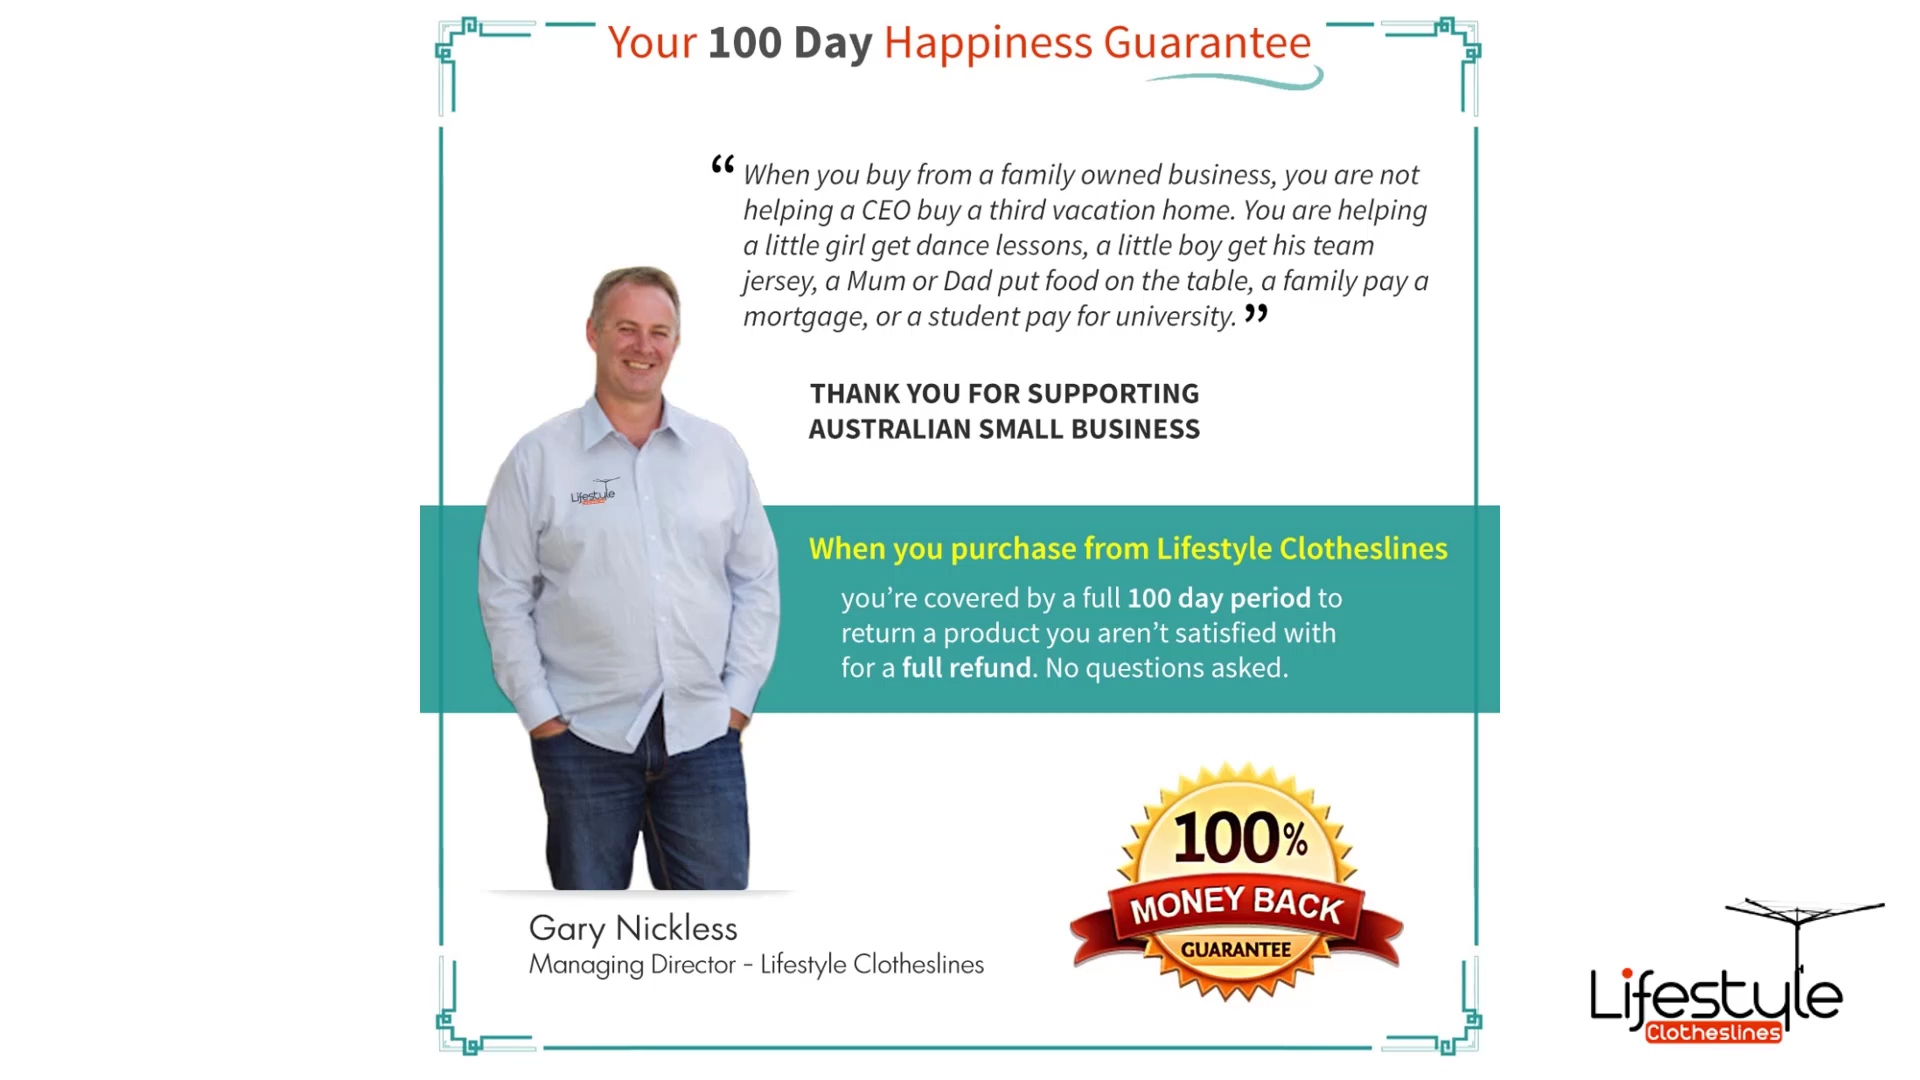 Your 100 Day Happiness Guarantee
“ When you buy from a family owned business, you are not
helping a CEO buy a third vacation home. You are helping
a little girl get dance lessons, a little boy get his team
jersey, a Mum or Dad put food on the table, a family pay a
mortgage, or a student pay for university. ”
THANK YOU FOR SUPPORTING
AUSTRALIAN SMALL BUSINESS
Lifestyle
When you purchase from Lifestyle Clotheslines
you’re covered by a full 100 day period to
return a product you aren’t satisfied with
for a full refund. No questions asked.
100%
MONEY BACK
GUARANTEE
Gary Nickless
Managing Director - Lifestyle Clotheslines
Lifestyle
Clotheslines